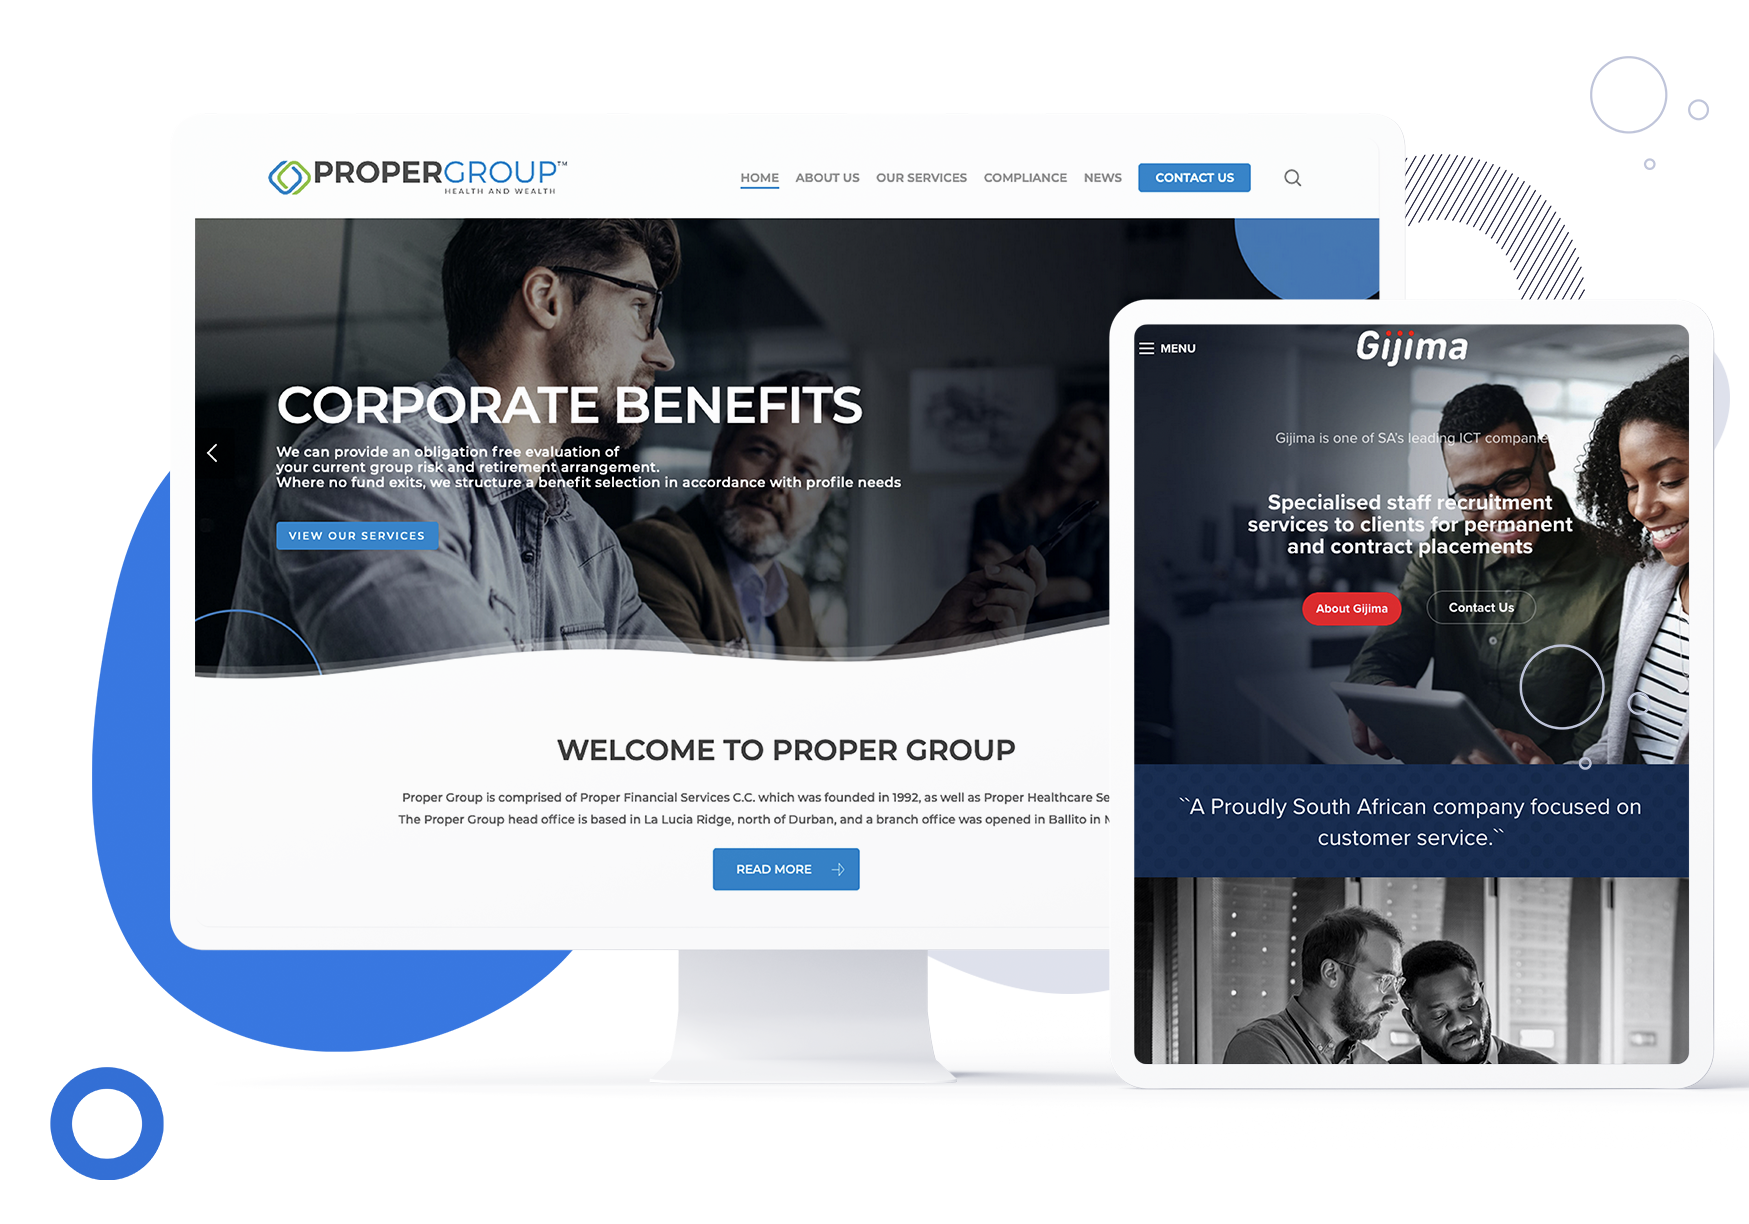 PROPERGROUP™
HEALTH AND WEALTH
HOME ABOUT US OUR SERVICES COMPLIANCE NEWS CONTACT US
CORPORATE BENEFITS
We can provide an obligation free evaluation of
your current group risk and retirement arrangement.
Where no fund exits, we structure a benefit selection in accordance with profile needs
VIEW OUR SERVICES
WELCOME TO PROPER GROUP
Proper Group is comprised of Proper Financial Services C.C. which was founded in 1992, as well as Proper Healthcare
The Proper Group head office is based in La Lucia Ridge, north of Durban, and a branch office was opened in Ballito in
READ MORE
MENU
Gijima
Gijima is one of SA's leading ICT companie
Specialised staff recruitment
services to clients for permanent
and contract placements
About Gijima
Contact Us
``A Proudly South African company focused on
customer service.``